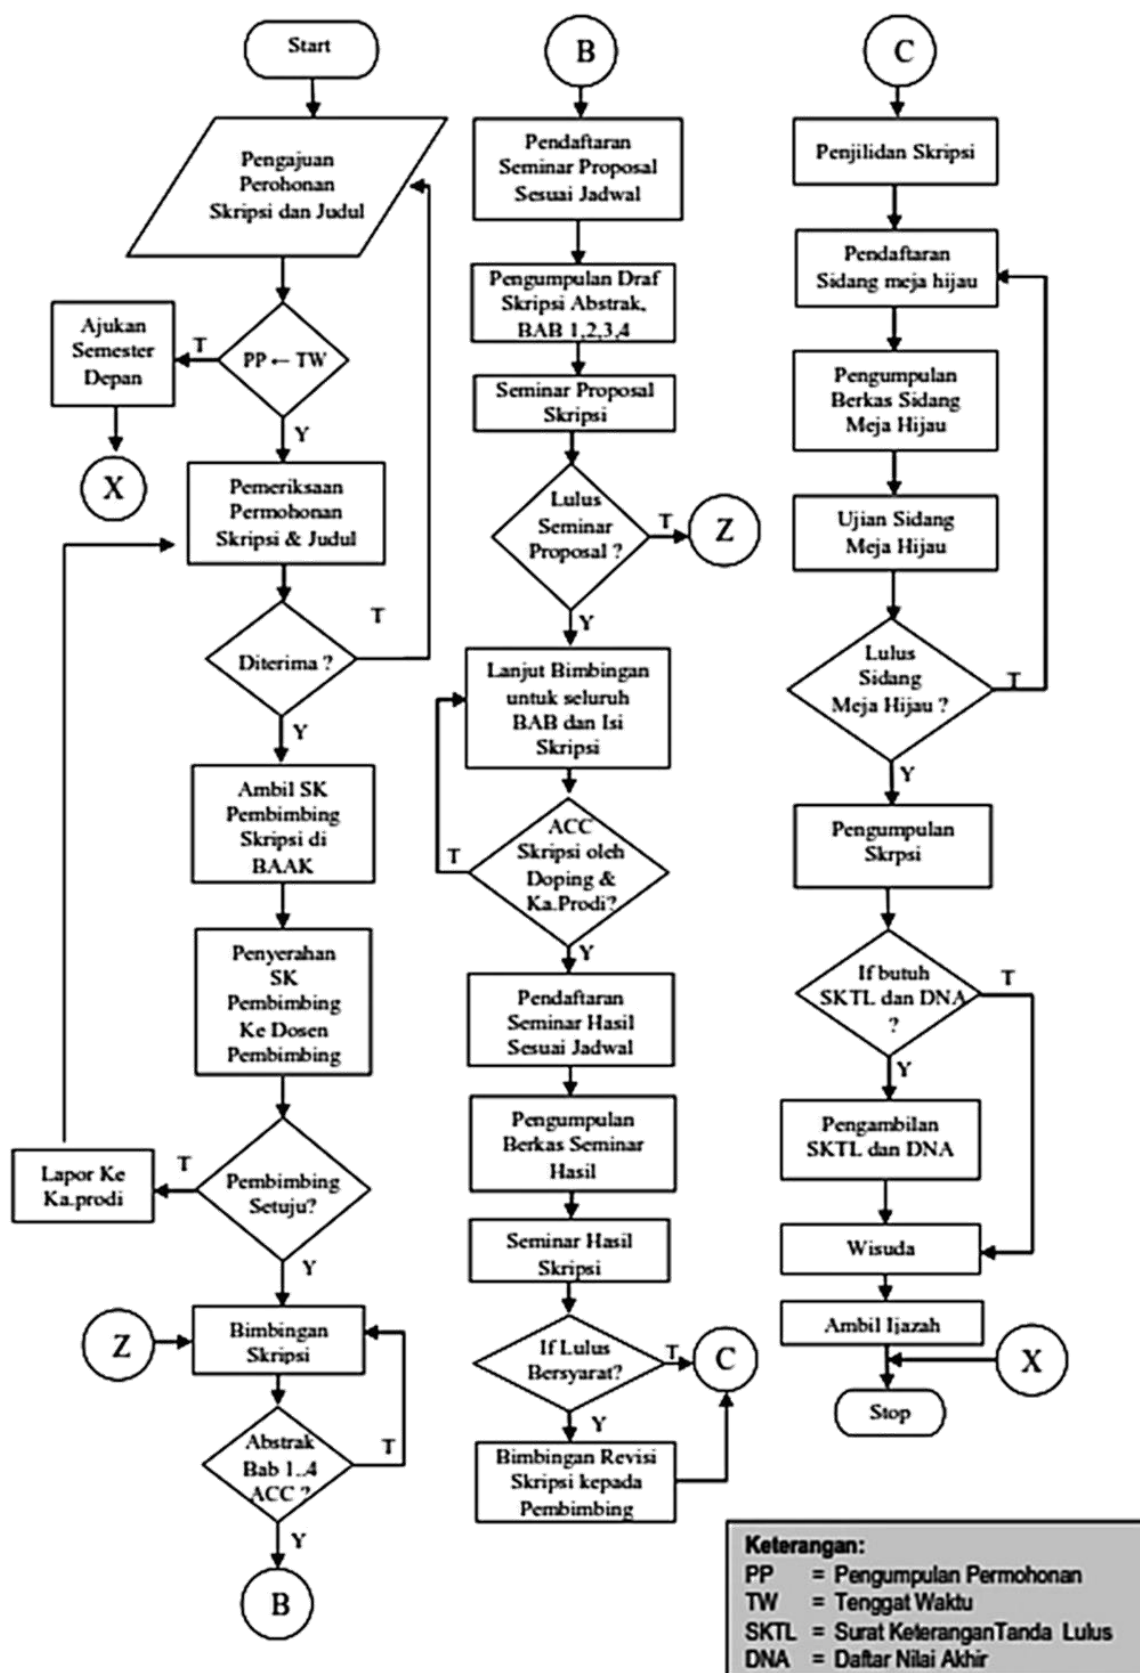 Start
Pengajuan
Perohonan
Skripsi dan Judul
Ajukan
Semester
Depan
T
PP ← TW
Y
X
Pemeriksaan
Permohonan
Skripsi & Judul
T
Diterima ?
Y
Ambil SK
Pembimbing
Skripsi di
BAAK
Penyerahan
SK
Pembimbing
Ke Dosen
Pembimbing
Lapor Ke
Ka.prodi
T
Pembimbing
Setuju?
Y
Z
Bimbingan
Skripsi
Abstrak
Bab 1..4
ACC ?
T
Y
B
B
Pendaftaran
Seminar Proposal
Sesuai Jadwal
Pengumpulan Draf
Skripsi Abstrak,
BAB 1,2,3,4
Seminar Proposal
Skripsi
Lulus
Seminar
Proposal ?
T
Z
Y
Lanjut Bimbingan
untuk seluruh
BAB dan Isi
Skripsi
T
ACC
Skripsi oleh
Doping &
Ka.Prodi?
Y
Pendaftaran
Seminar Hasil
Sesuai Jadwal
Pengumpulan
Berkas Seminar
Hasil
Seminar Hasil
Skripsi
If Lulus
Bersyarat?
T
C
Y
Bimbingan Revisi
Skripsi kepada
Pembimbing
C
Penjilidan Skripsi
Pendaftaran
Sidang meja hijau
Pengumpulan
Berkas Sidang
Meja Hijau
Ujian Sidang
Meja Hijau
Lulus
Sidang
Meja Hijau ?
T
Y
Pengumpulan
Skrpsi
If butuh
SKTL dan DNA
?
T
Y
Pengambilan
SKTL dan DNA
Wisuda
Ambil Ijazah
X
Stop
Keterangan:
PP = Pengumpulan Permohonan
TW = Tenggat Waktu
SKTL = Surat KeteranganTanda Lulus
DNA = Daftar Nilai Akhir